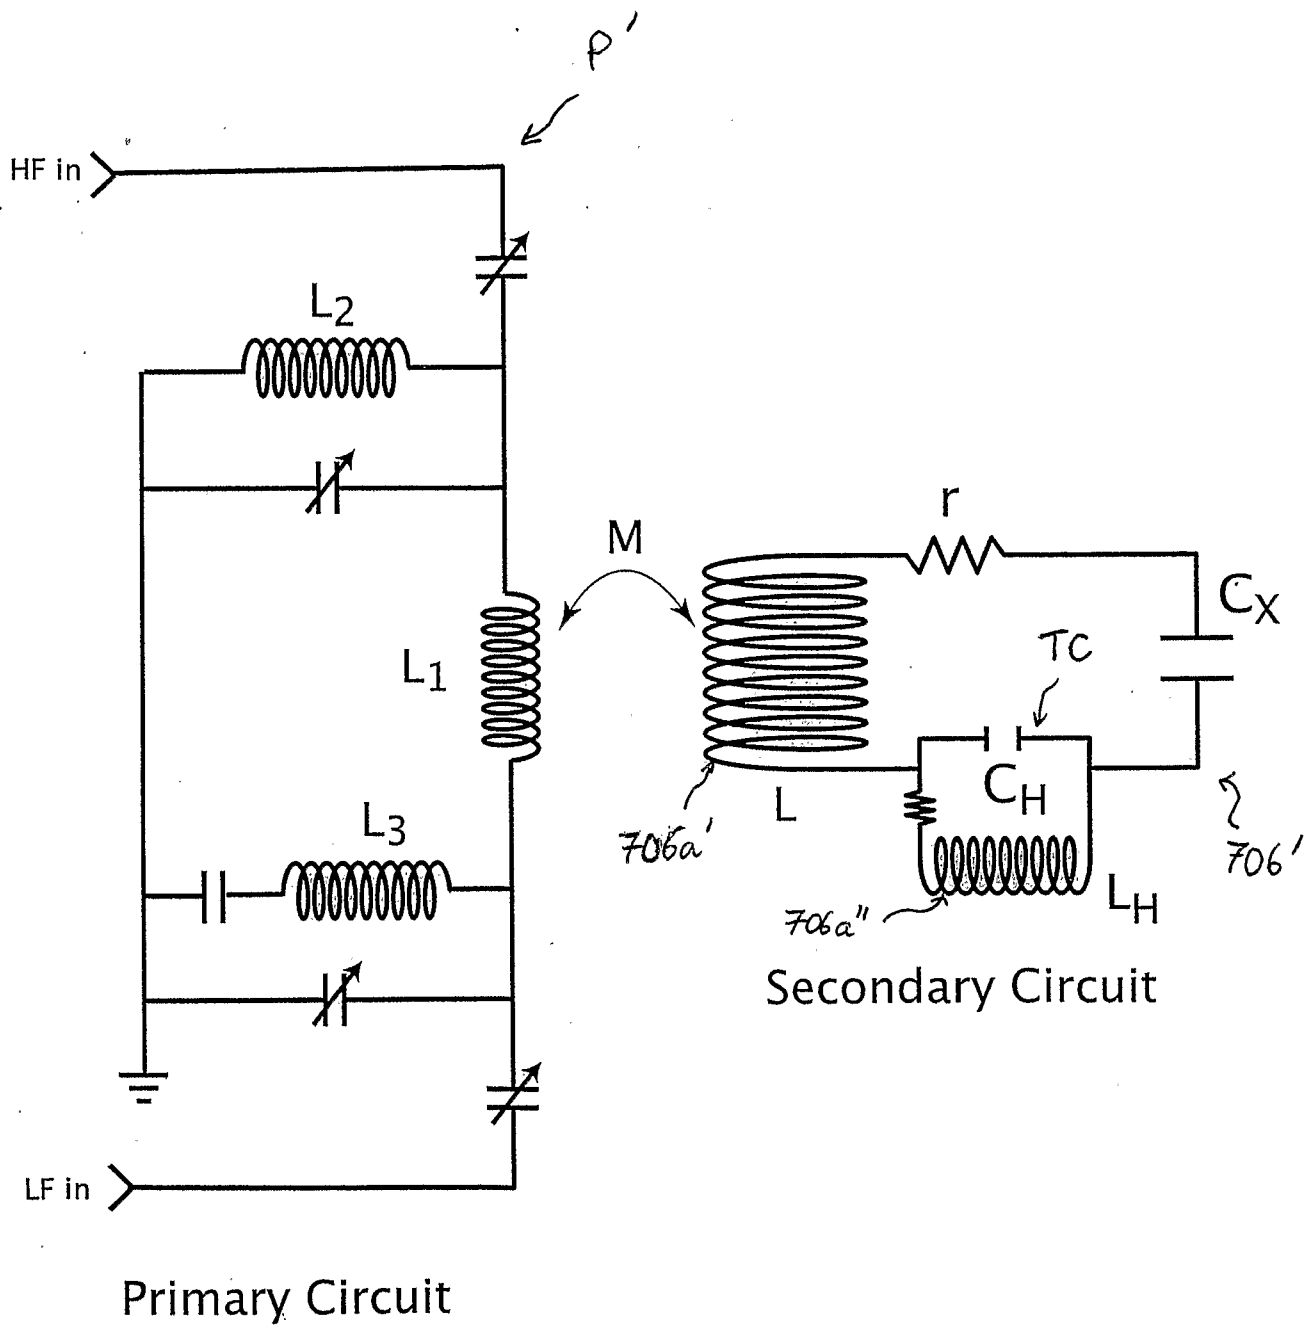 P'
HF in
L2
r
M
CX
TC
L1
CH
L
706a'
L3
706'
LH
706a"
Secondary Circuit
LF in
Primary Circuit